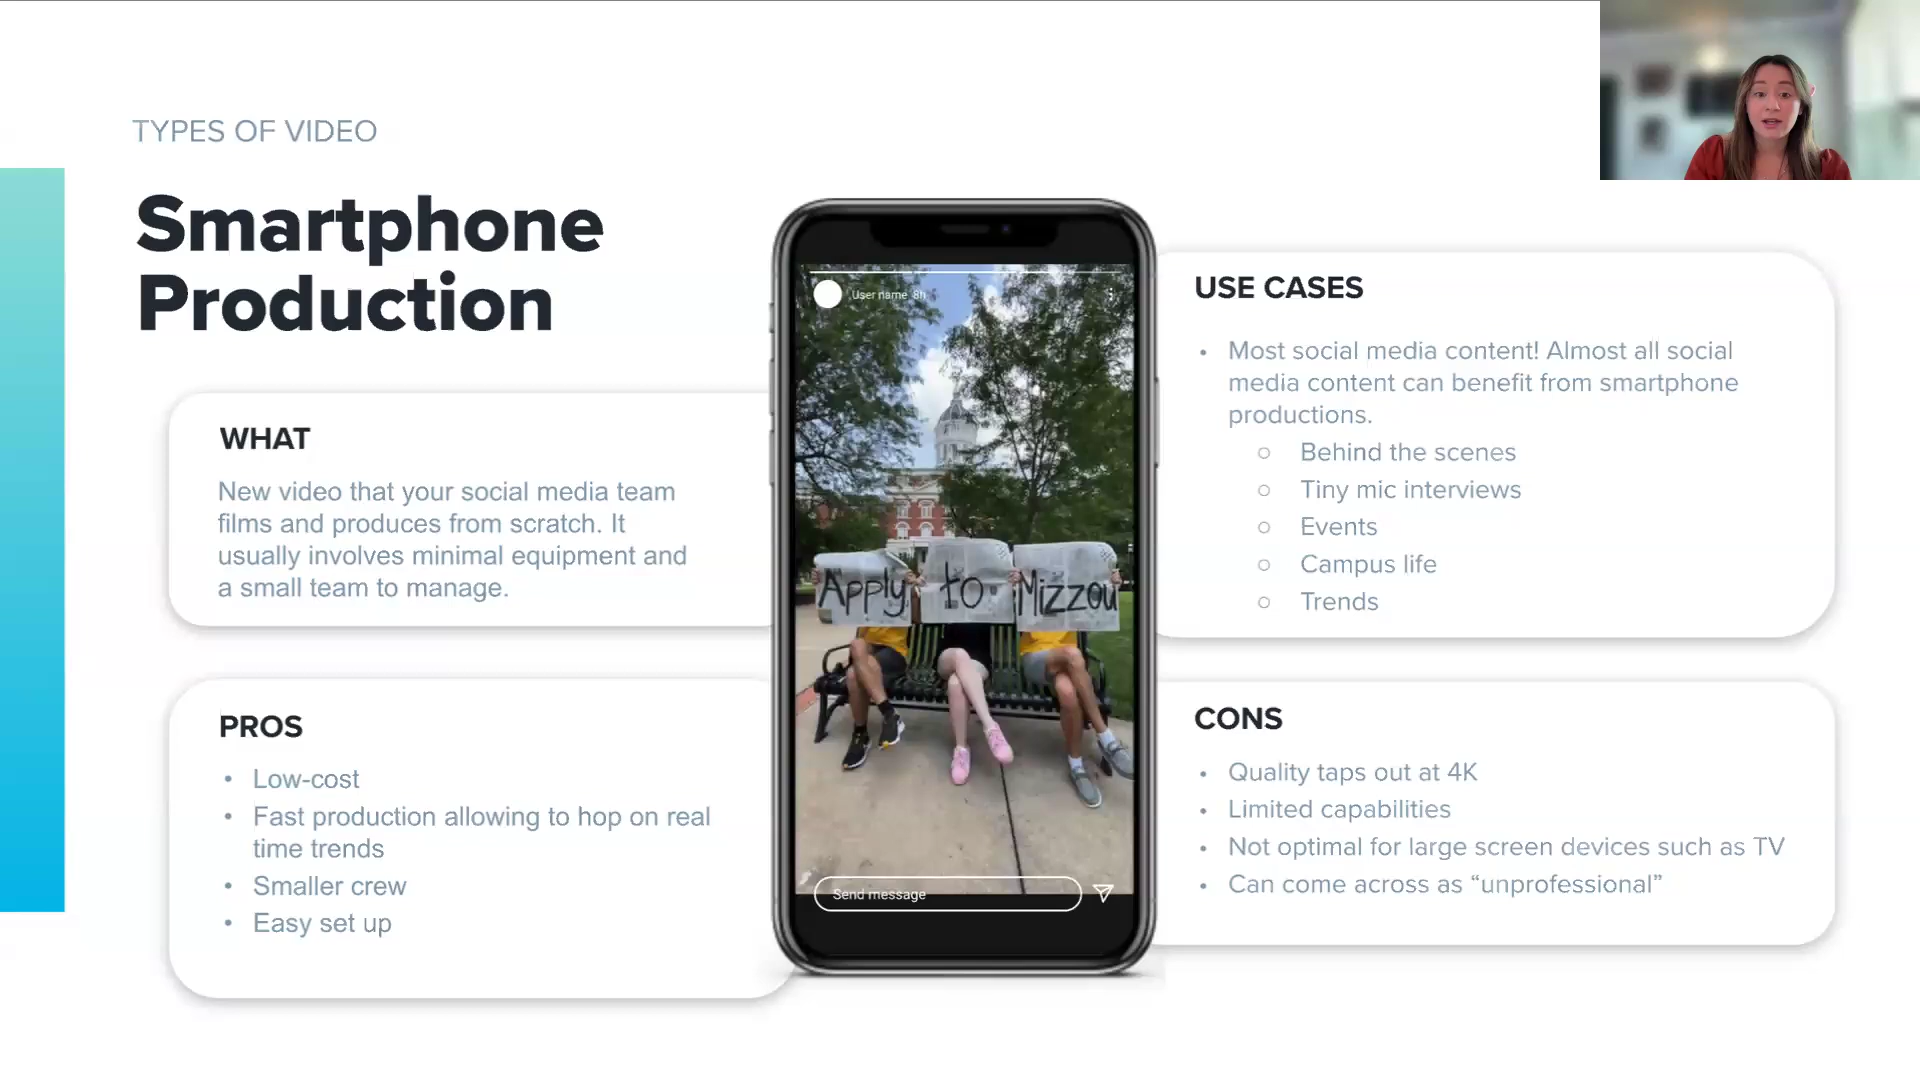 TYPES OF VIDEO
Smartphone
Production
WHAT
New video that your social media team
films and produces from scratch. It
usually involves minimal equipment and
a small team to manage.
PROS
• Low-cost
• Fast production allowing to hop on real
time trends
• Smaller crew
• Easy set up
User name 8h
Apply to Mizzou
Send message
USE CASES
• Most social media content! Almost all social
media content can benefit from smartphone
productions.
○ Behind the scenes
○ Tiny mic interviews
○ Events
○ Campus life
○ Trends
CONS
• Quality taps out at 4K
• Limited capabilities
• Not optimal for large screen devices such as TV
• Can come across as “unprofessional”